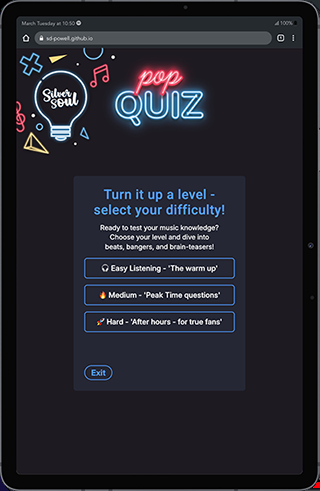 March Tuesday at 10:50
100%
sd-powell.github.io
Silver
Soul
pop
QUIZ
Turn it up a level -
select your difficulty!
Ready to test your music knowledge?
Choose your level and dive into
beats, bangers, and brain-teasers!
🎧 Easy Listening - 'The warm up'
🔥 Medium - 'Peak Time questions'
🚀 Hard - 'After hours - for true fans'
Exit